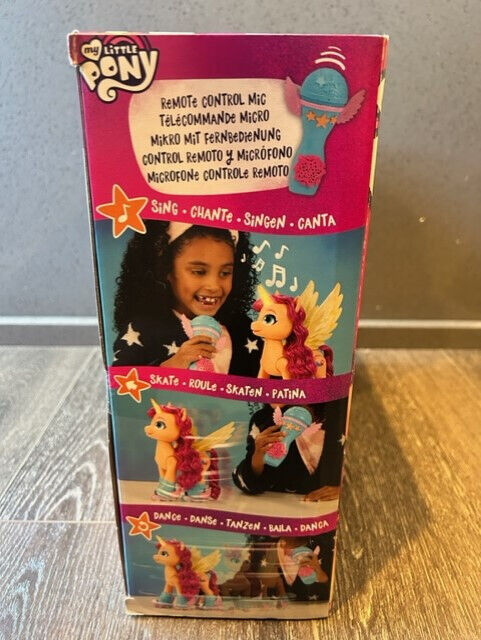 my LiTTLE
PONY
REMOTE CONTROL MIC
TÉLÉCOMMANDE MICRO
MIKRO MIT FERNBEDIENUNG
CONTROL REMOTO y MICRÓFONO
MICROFONE CONTROLE REMOTO
SING • CHANTE • SINGEN • CANTA
SKATE • ROULE • SKATEN • PATINA
DANCE • DANSE • TANZEN • BAILA • DANÇA